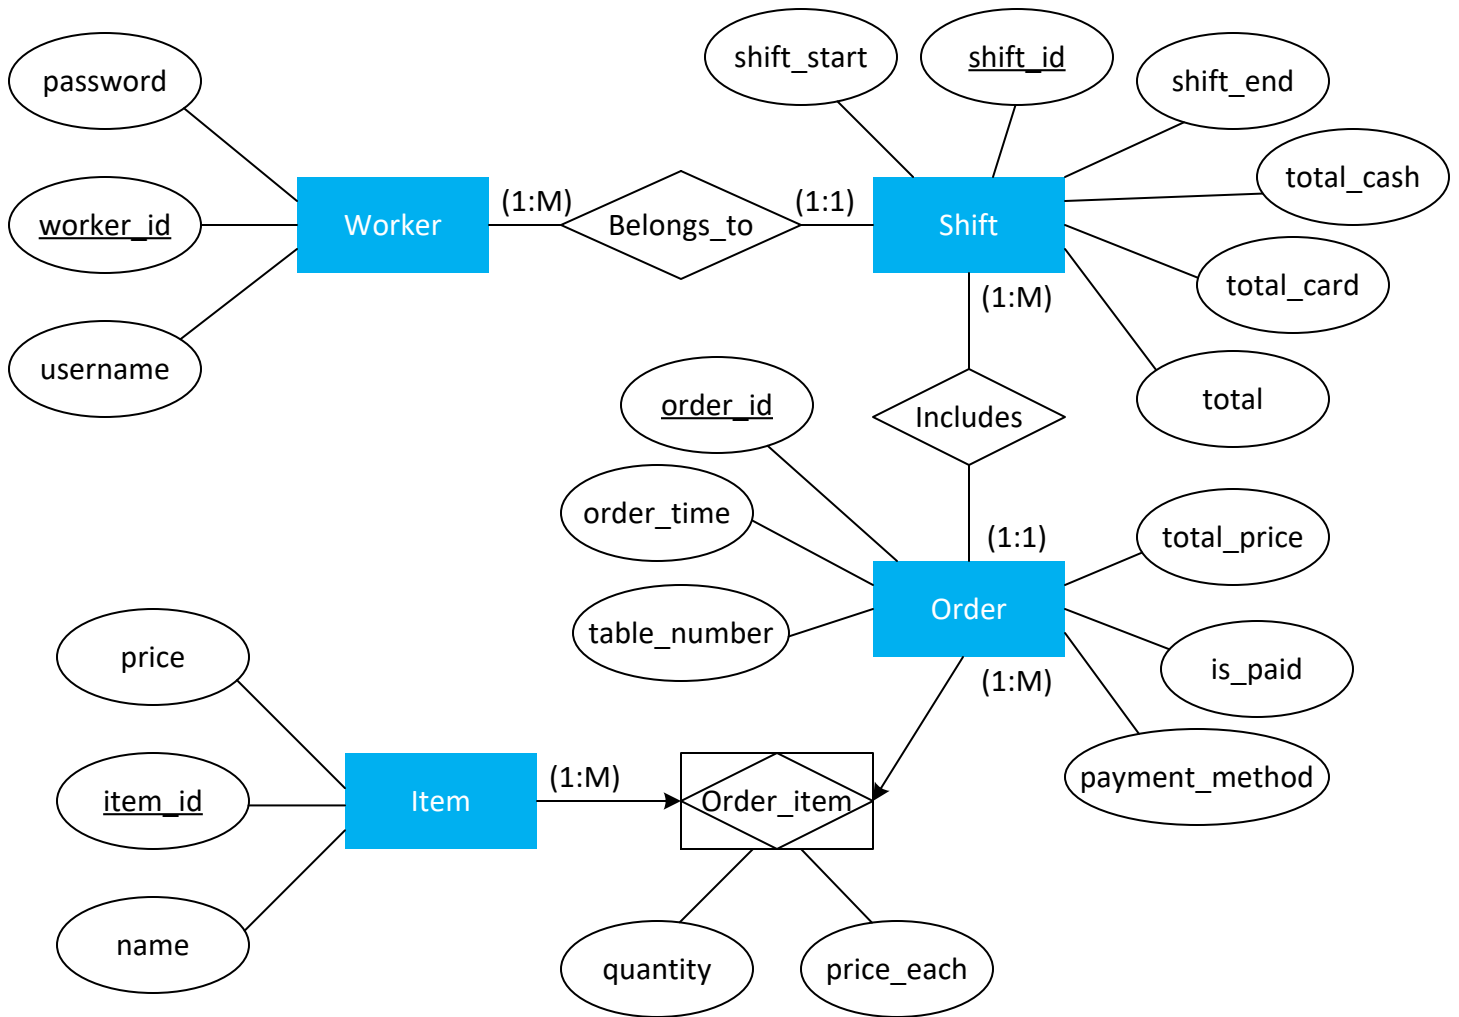 shift_start
shift_id
shift_end
password
total_cash
worker_id
Worker
(1:M)
Belongs_to
(1:1)
Shift
total_card
(1:M)
username
total
order_id
Includes
order_time
(1:1)
total_price
table_number
Order
is_paid
price
(1:M)
payment_method
item_id
Item
(1:M)
Order_item
name
quantity
price_each